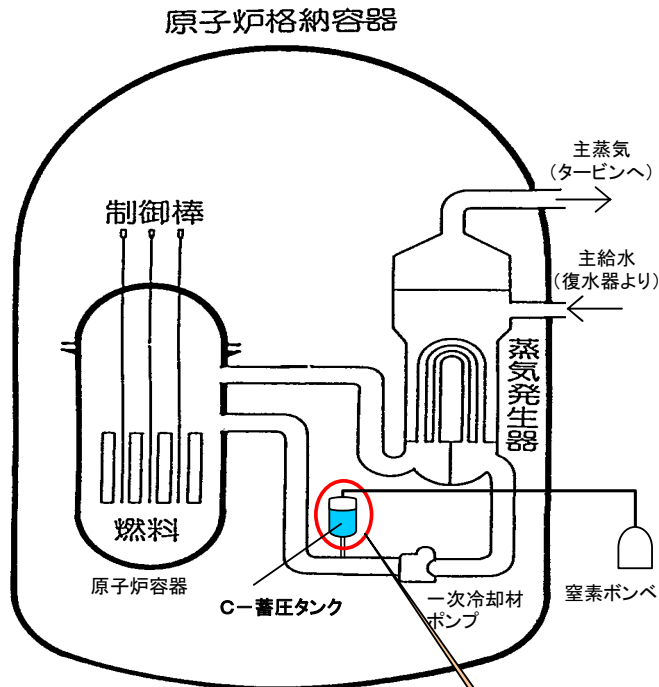 原子炉格納容器
主蒸気
(タービンへ)
制御棒
主給水
(復水器より)
蒸気発生器
燃料
原子炉容器
C-蓄圧タンク
一次冷却材
ポンプ
窒素ボンベ